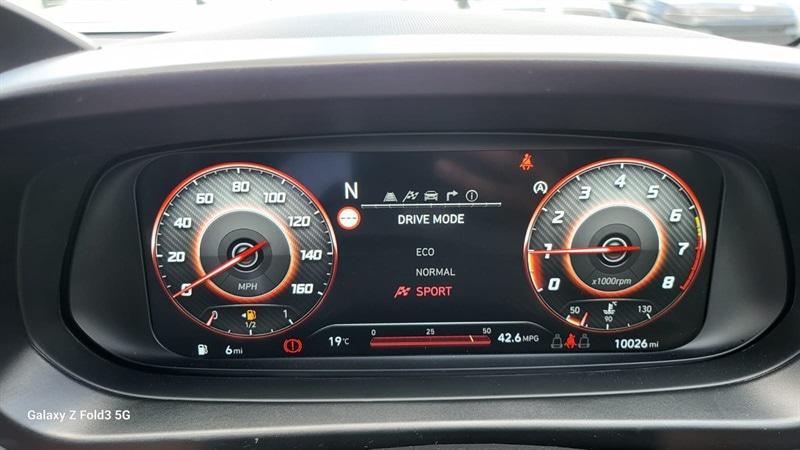 N
DRIVE MODE
ECO
NORMAL
SPORT
0 20 40 60 80 100 120 140 160
MPH
0 1/2 1
6 mi
19°C
0 25 50
42.6 MPG
A
0 1 2 3 4 5 6 7 8
x1000rpm
50 90 130
°C
10026 mi
Galaxy Z Fold3 5G